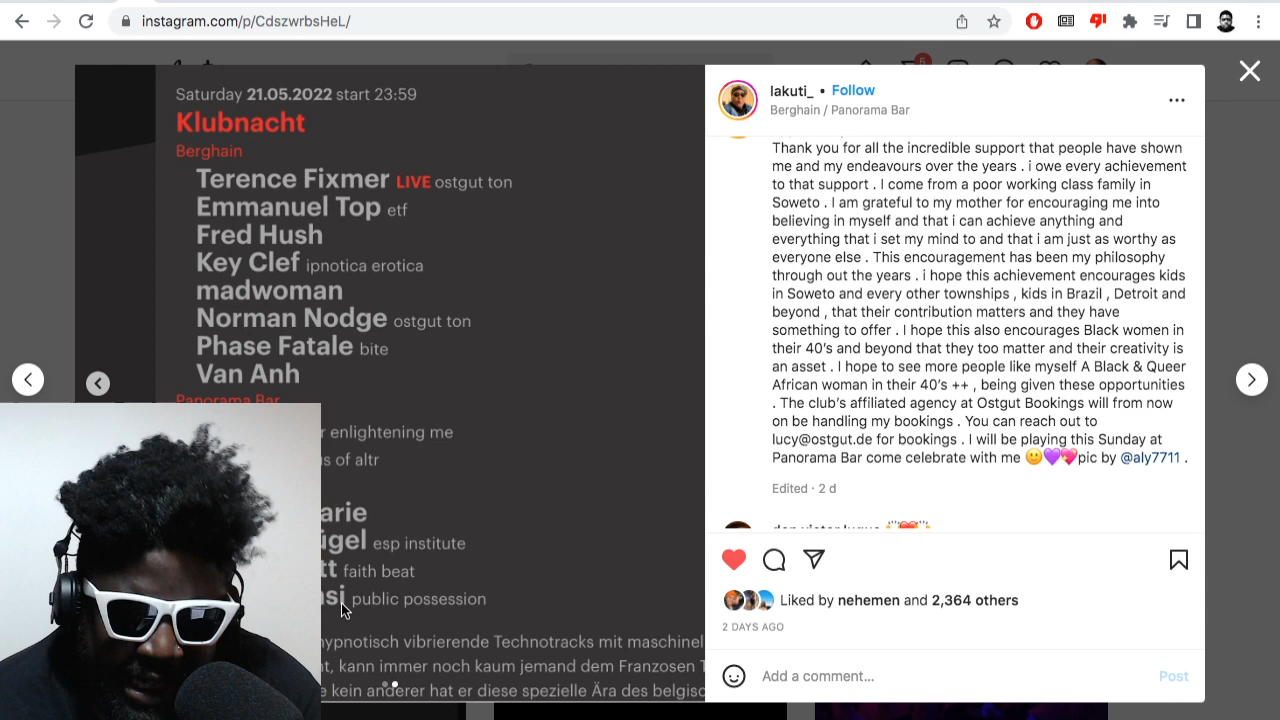 instagram.com/p/CdszwrbsHeL/
Saturday 21.05.2022 start 23:59
Klubnacht
Berghain
Terence Fixmer LIVE ostgut ton
Emmanuel Top etf
Fred Hush
Key Clef ipnotica erotica
madwoman
Norman Nodge ostgut ton
Phase Fatale bite
Van Anh
Panorama Bar
r enlightening me
s of altr
arie
ügel esp institute
tt faith beat
si public possession
hypnotisch vibrierende Technotracks mit maschinel
t, kann immer noch kaum jemand dem Franzosen T
e kein anderer hat er diese spezielle Ära des belgisc
lakuti_ • Follow
Berghain / Panorama Bar
Thank you for all the incredible support that people have shown
me and my endeavours over the years . i owe every achievement
to that support . I come from a poor working class family in
Soweto . I am grateful to my mother for encouraging me into
believing in myself and that i can achieve anything and
everything that i set my mind to and that i am just as worthy as
everyone else . This encouragement has been my philosophy
through out the years . i hope this achievement encourages kids
in Soweto and every other townships , kids in Brazil , Detroit and
beyond , that their contribution matters and they have
something to offer . I hope this also encourages Black women in
their 40's and beyond that they too matter and their creativity is
an asset . I hope to see more people like myself A Black & Queer
African woman in their 40's ++ , being given these opportunities
. The club's affiliated agency at Ostgut Bookings will from now
on be handling my bookings . You can reach out to
lucy@ostgut.de for bookings . I will be playing this Sunday at
Panorama Bar come celebrate with me 🙂💜💖pic by @aly7711 .
Edited · 2 d
Liked by nehemen and 2,364 others
2 DAYS AGO
Add a comment... Post